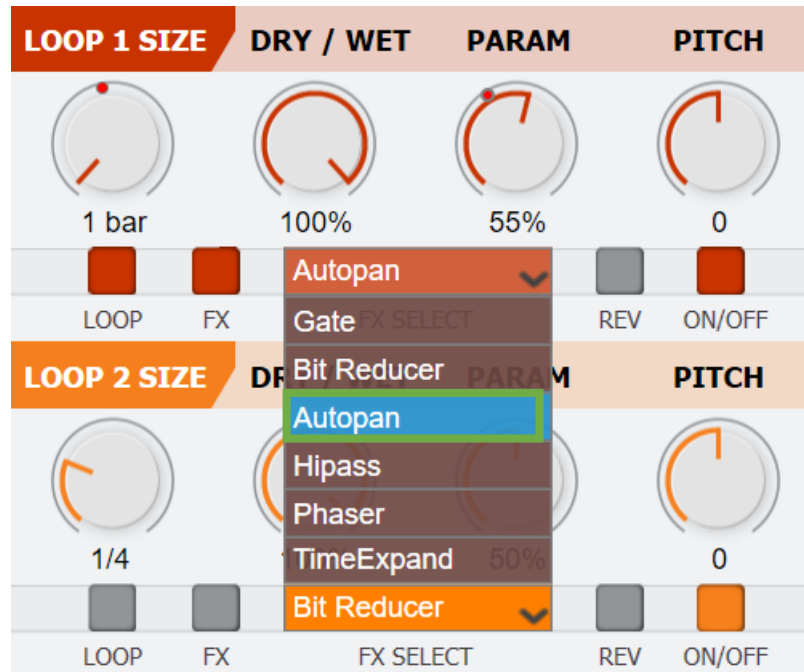 LOOP 1 SIZE DRY / WET PARAM PITCH
1 bar 100% 55% 0
Autopan
LOOP FX Gate FX SELECT REV ON/OFF
LOOP 2 SIZE DRY / WET Bit Reducer PARAM PITCH
Autopan
Hipass
Phaser
1/4 TimeExpand 50% 0
Bit Reducer
LOOP FX FX SELECT REV ON/OFF